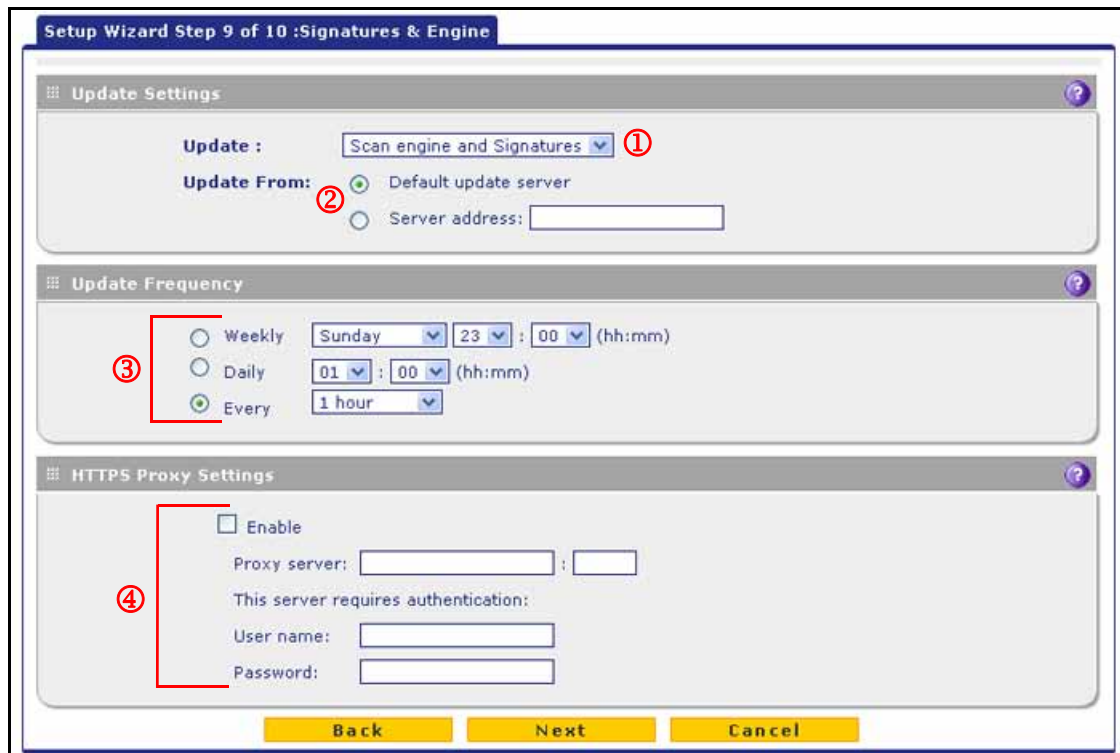 Setup Wizard Step 9 of 10 :Signatures & Engine
Update Settings ?
Update : Scan engine and Signatures ①
Update From: ② Default update server
Server address:
Update Frequency ?
③ Weekly Sunday 23 : 00 (hh:mm)
Daily 01 : 00 (hh:mm)
Every 1 hour
HTTPS Proxy Settings ?
④ Enable
Proxy server: :
This server requires authentication:
User name:
Password:
Back Next Cancel